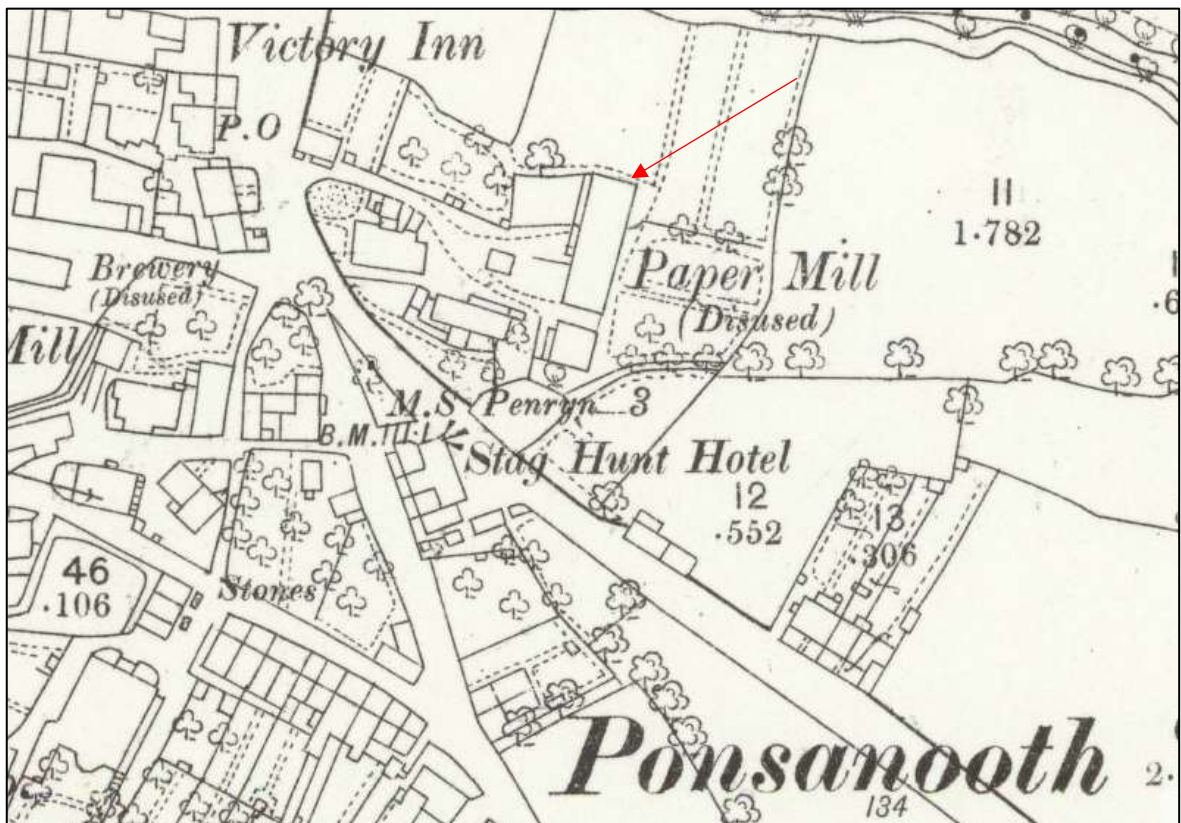 Victory Inn
P.O
11
1·782
Brewery
(Disused)
Paper Mill
(Disused)
Mill
M.S
Penryn 3
B.M.
Stag Hunt Hotel
12
·552
13
·306
46
·106
Stones
Ponsanooth
134
2·